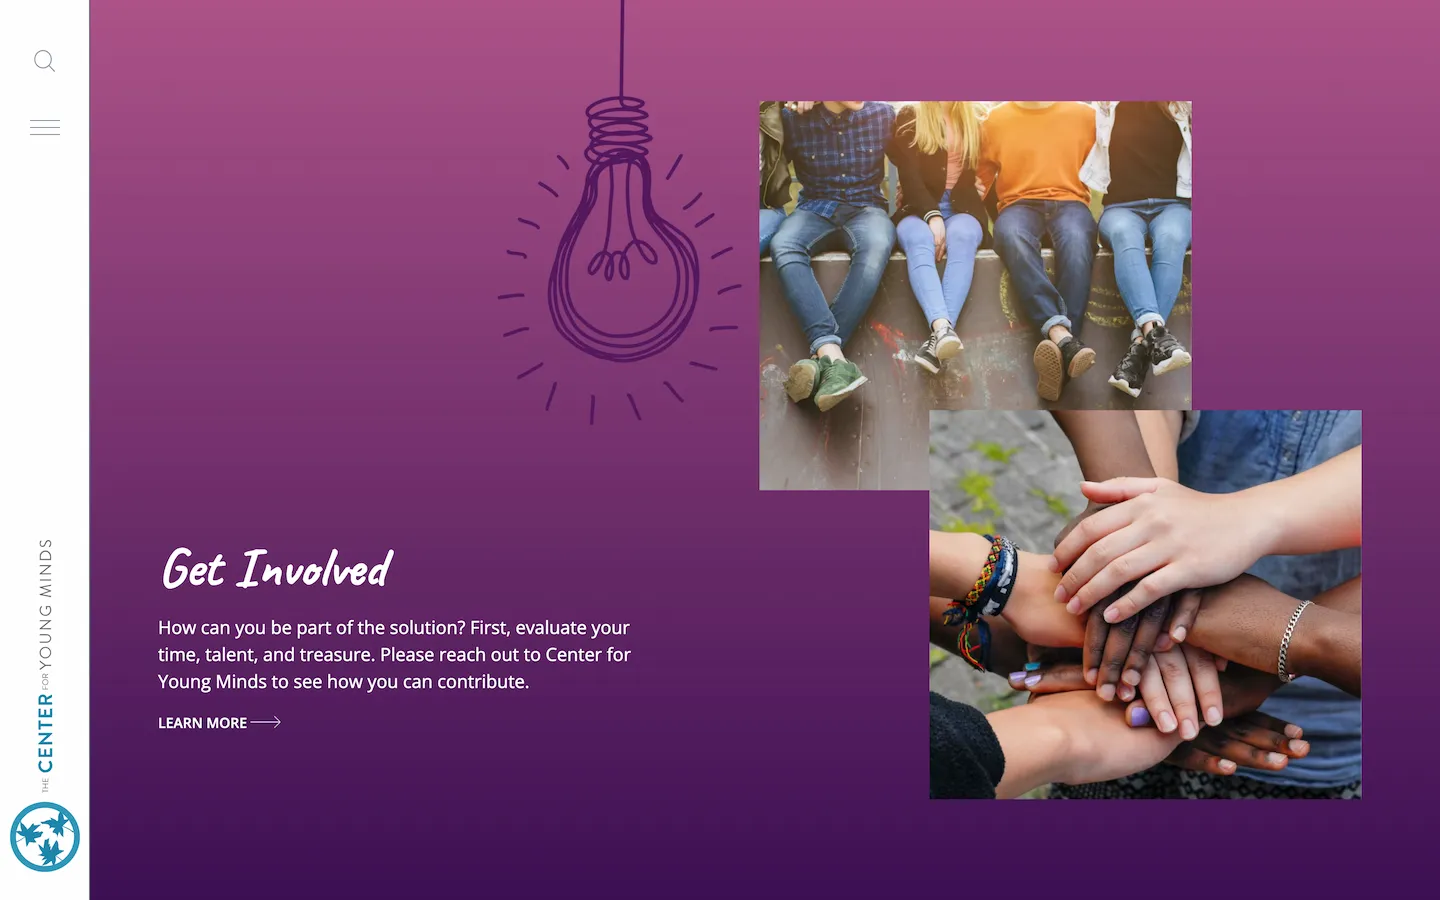 Get Involved
How can you be part of the solution? First, evaluate your
time, talent, and treasure. Please reach out to Center for
Young Minds to see how you can contribute.
LEARN MORE
THE CENTER FOR YOUNG MINDS